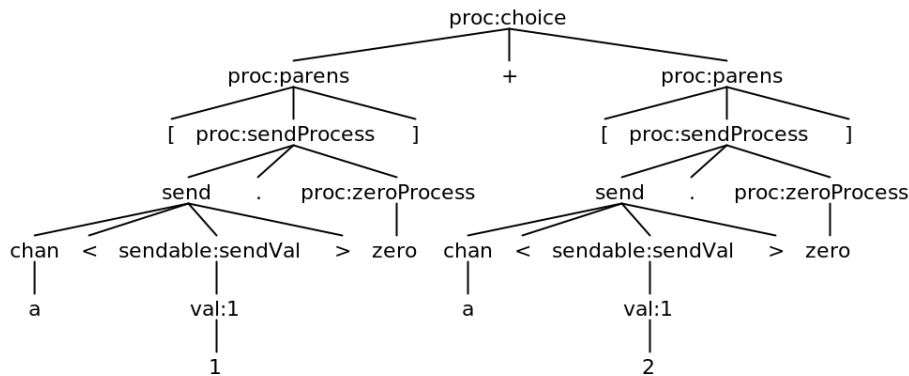 proc:choice
proc:parens + proc:parens
[ proc:sendProcess ] [ proc:sendProcess ]
send . proc:zeroProcess send . proc:zeroProcess
chan < sendable:sendVal > zero chan < sendable:sendVal > zero
a val:1 a val:1
1 2